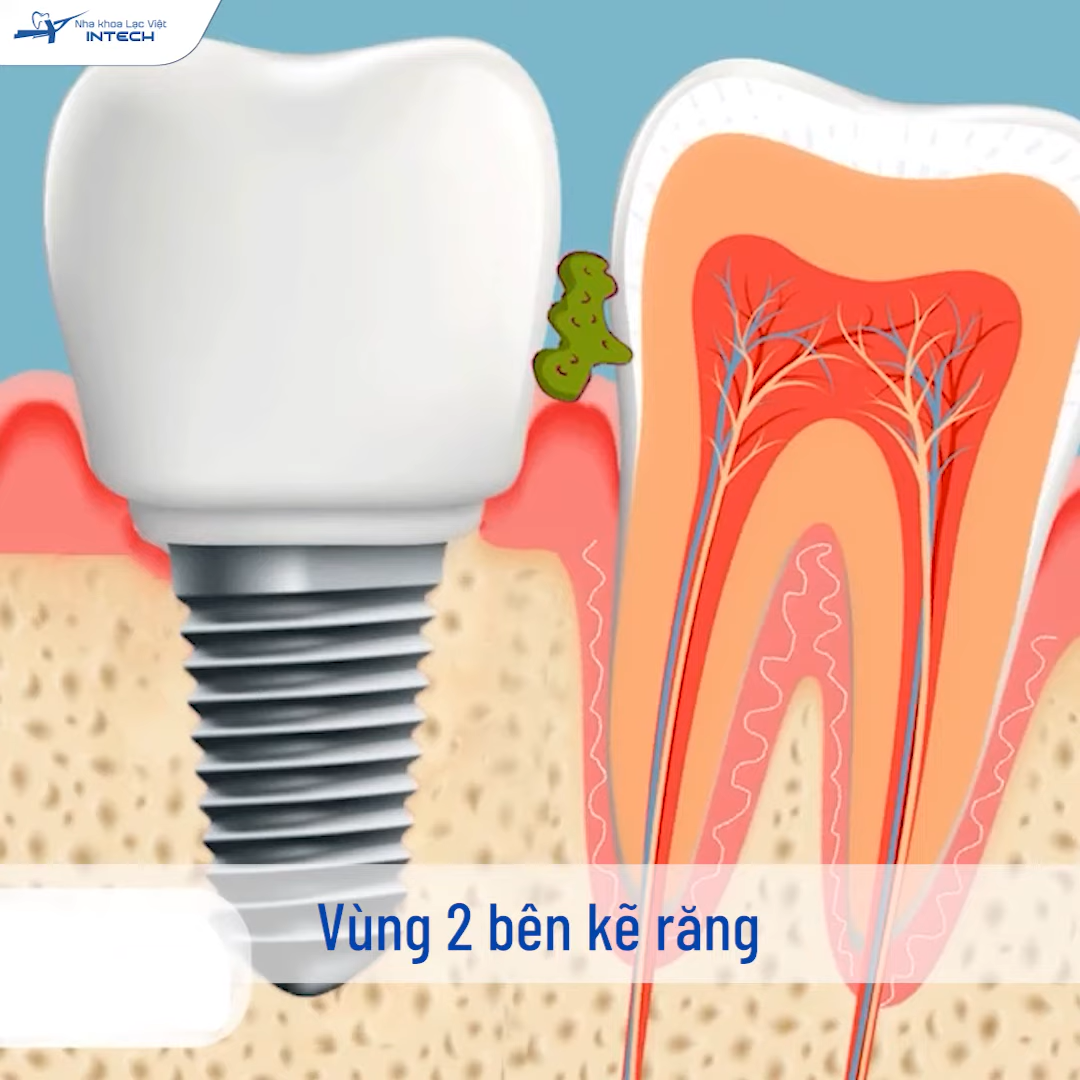 Nha khoa Lạc Việt
INTECH
Vùng 2 bên kẽ răng